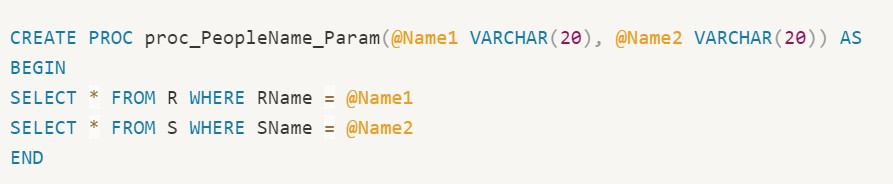 CREATE PROC proc_PeopleName_Param(@Name1 VARCHAR(20), @Name2 VARCHAR(20)) AS
BEGIN
SELECT * FROM R WHERE RName = @Name1
SELECT * FROM S WHERE SName = @Name2
END